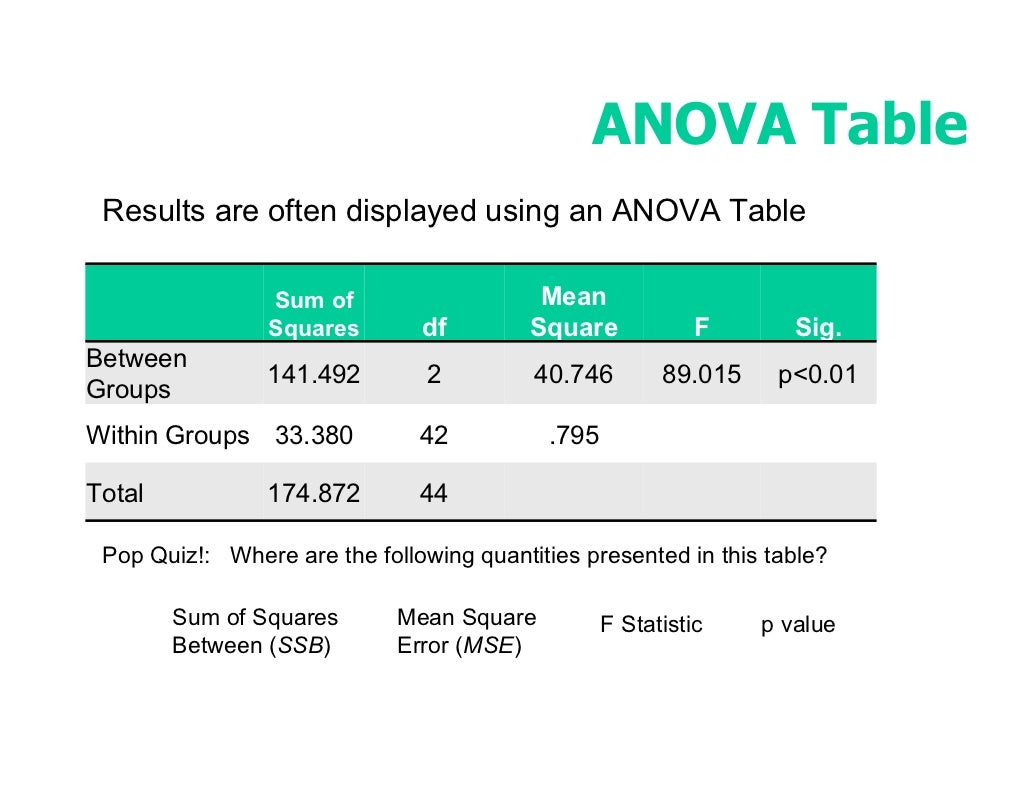 ANOVA Table
Results are often displayed using an ANOVA Table
Sum of Squares df Mean Square F Sig.
Between Groups 141.492 2 40.746 89.015 p<0.01
Within Groups 33.380 42 .795
Total 174.872 44
Pop Quiz!: Where are the following quantities presented in this table?
Sum of Squares Between (SSB) Mean Square Error (MSE) F Statistic p value